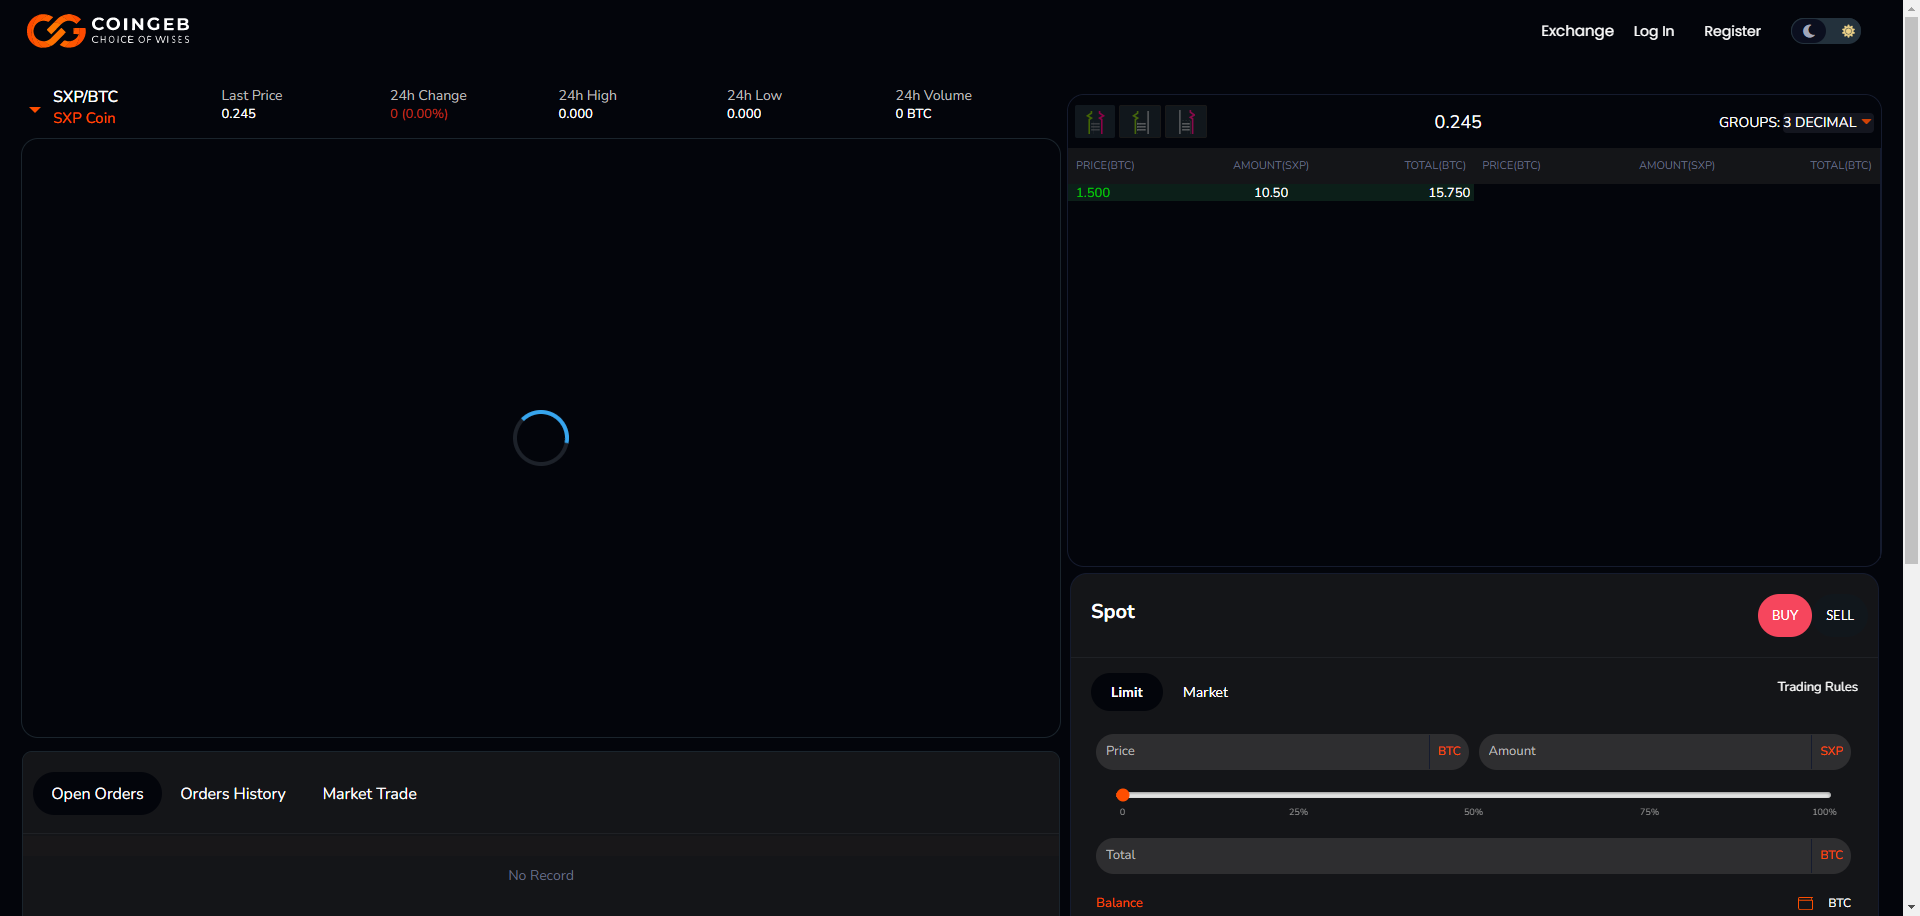 COINGEB
CHOICE OF WISES
Exchange Log In Register
SXP/BTC
SXP Coin
Last Price
0.245
24h Change
0 (0.00%)
24h High
0.000
24h Low
0.000
24h Volume
0 BTC
0.245
GROUPS: 3 DECIMAL
PRICE(BTC) AMOUNT(SXP) TOTAL(BTC) PRICE(BTC) AMOUNT(SXP) TOTAL(BTC)
1.500 10.50 15.750
Spot
BUY SELL
Limit Market
Trading Rules
Price BTC Amount SXP
0 25% 50% 75% 100%
Total BTC
Balance BTC
Open Orders Orders History Market Trade
No Record